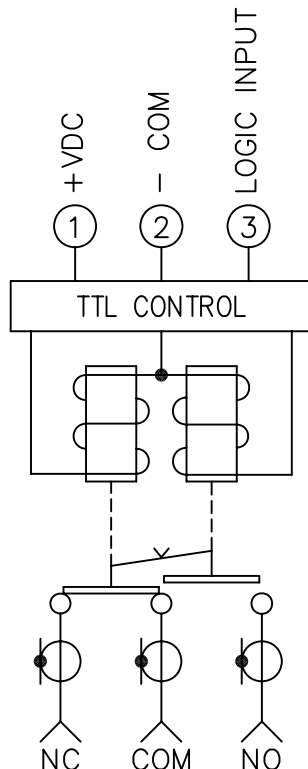 +VDC
- COM
LOGIC INPUT
1
2
3
TTL CONTROL
NC
COM
NO